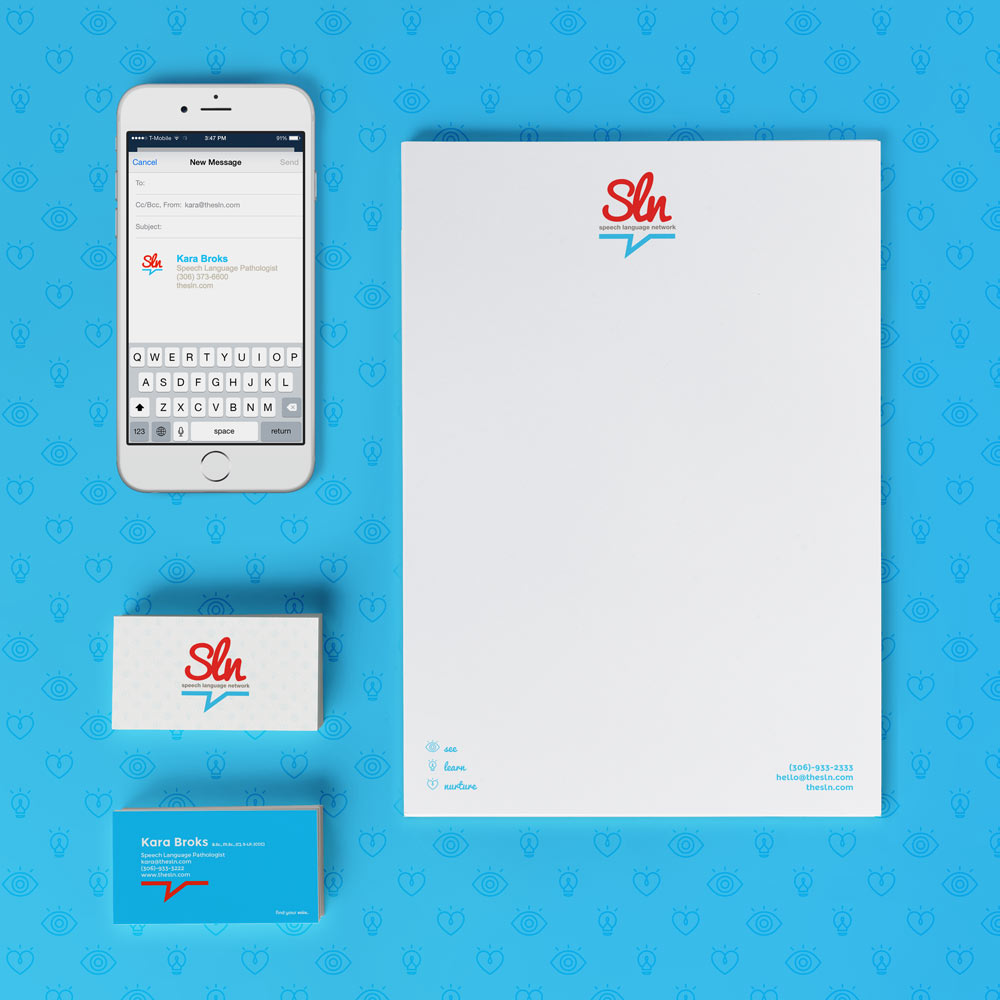 T-Mobile 3:47 PM 91%
Cancel New Message Send
To:
Cc/Bcc, From: kara@thesln.com
Subject:
Sln
Kara Broks
Speech Language Pathologist
(306) 373-6600
thesln.com
Q W E R T Y U I O P
A S D F G H J K L
Z X C V B N M
123 space return
Sln
speech language network
see
learn
nurture
(306)-933-2333
hello@thesln.com
thesln.com
Sln
speech language network
Kara Broks
Speech Language Pathologist
kara@thesln.com
(306)-933-3222
www.thesln.com
find your voice.